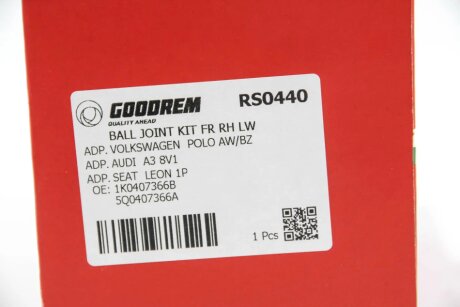 GOODREM
QUALITY AHEAD
RS0440
BALL JOINT KIT FR RH LW
ADP. VOLKSWAGEN POLO AW/BZ
ADP. AUDI A3 8V1
ADP. SEAT LEON 1P
OE: 1K0407366B
5Q0407366A
1 Pcs